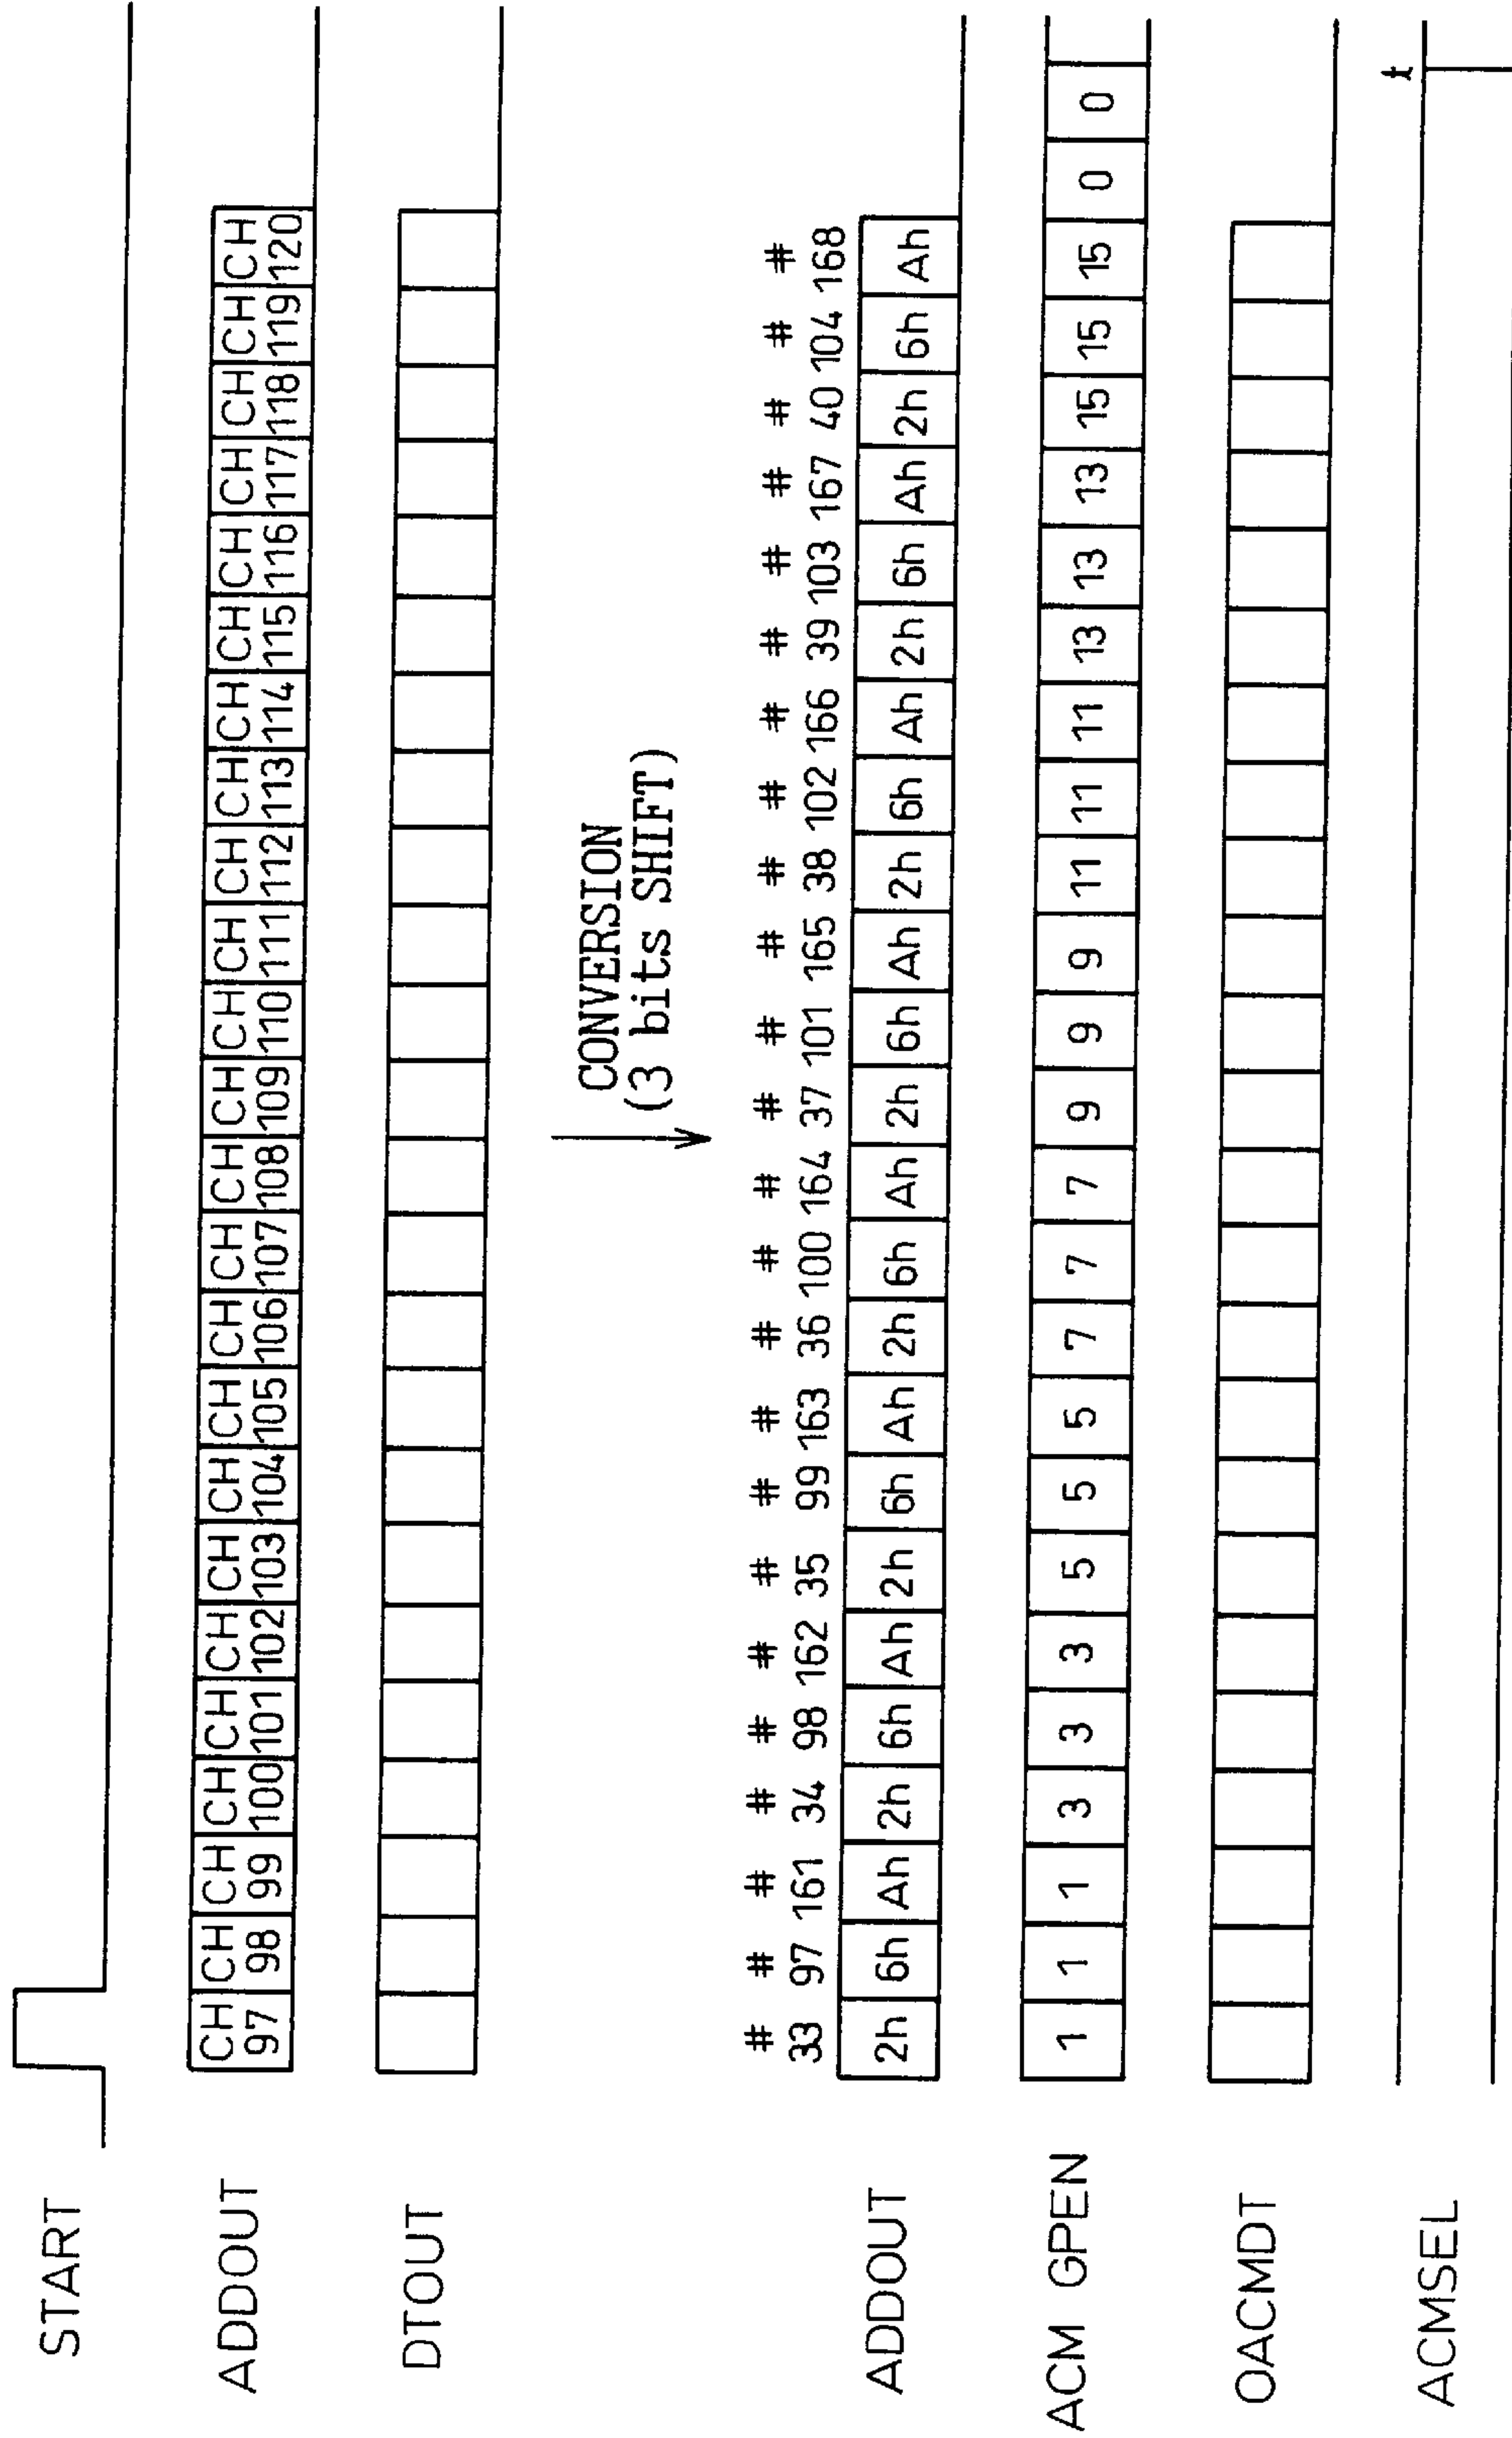 START
ADDOUT
CH CH CH CH CH CH CH CH CH CH CH CH CH CH CH CH CH CH CH CH CH CH CH CH
97 98 99 100 101 102 103 104 105 106 107 108 109 110 111 112 113 114 115 116 117 118 119 120
DTOUT
CONVERSION
(3 bits SHIFT)
# # # # # # # # # # # # # # # # # # # # # # # #
33 97 161 34 98 162 35 99 163 36 100 164 37 101 165 38 102 166 39 103 167 40 104 168
ADDOUT
2h 6h Ah 2h 6h Ah 2h 6h Ah 2h 6h Ah 2h 6h Ah 2h 6h Ah 2h 6h Ah 2h 6h Ah
ACM GPEN
1 1 1 3 3 3 5 5 5 7 7 7 9 9 9 11 11 11 13 13 13 15 15 15 0 0
OACMDT
t
ACMSEL